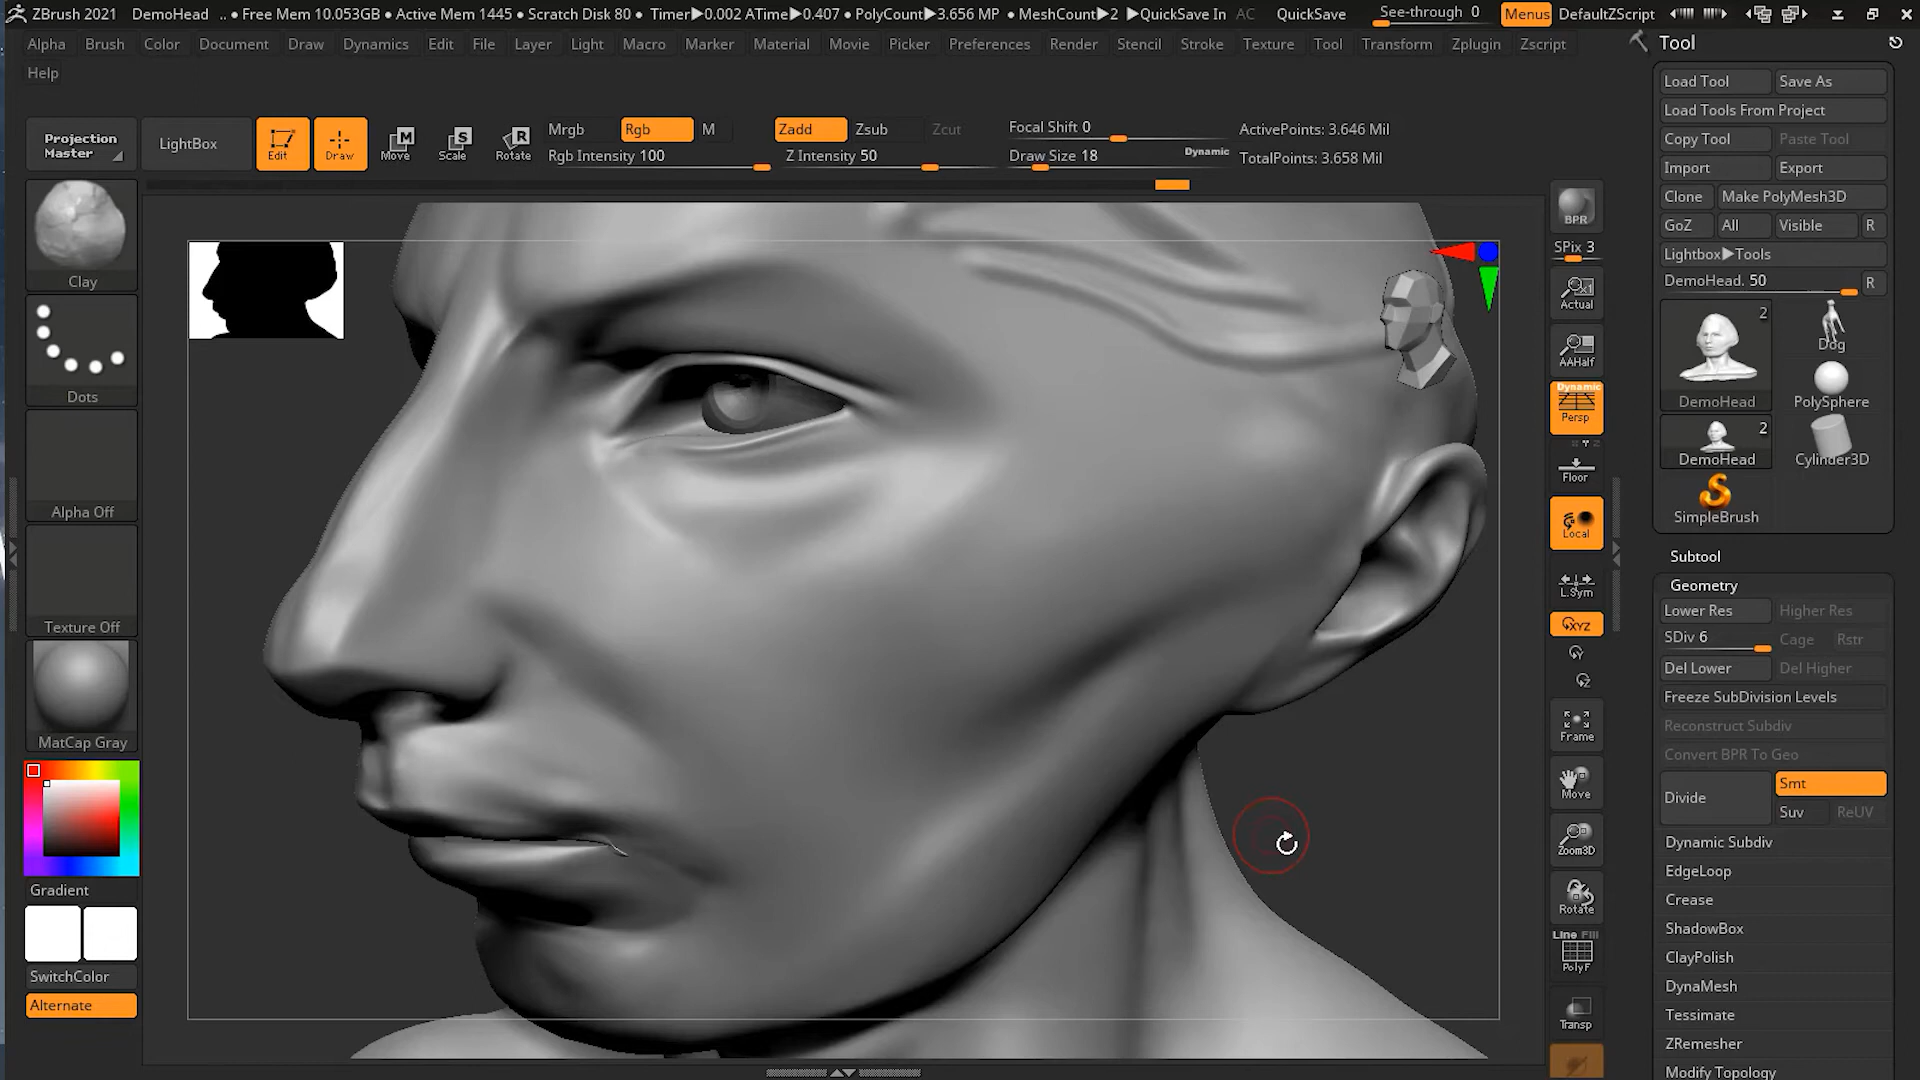 ZBrush 2021 DemoHead .. • Free Mem 10.053GB • Active Mem 1445 • Scratch Disk 80 • Timer▶0.002 ATime▶0.407 • PolyCount▶3.656 MP • MeshCount▶2 ▶QuickSave In AC QuickSave See-through 0 Menus DefaultZScript
Alpha Brush Color Document Draw Dynamics Edit File Layer Light Macro Marker Material Movie Picker Preferences Render Stencil Stroke Texture Tool Transform Zplugin Zscript
Help
Projection Master
LightBox
Edit
Draw
Move
Scale
Rotate
Mrgb Rgb M
Rgb Intensity 100
Zadd Zsub Zcut
Z Intensity 50
Focal Shift 0
Draw Size 18 Dynamic
ActivePoints: 3.646 Mil
TotalPoints: 3.658 Mil
Clay
Dots
Alpha Off
Texture Off
MatCap Gray
Gradient
SwitchColor
Alternate
BPR
SPix 3
Actual
AAHalf
Dynamic
Persp
Floor
Local
L.Sym
XYZ
Frame
Move
Zoom3D
Rotate
Line Fill
PolyF
Transp
Tool
Load Tool Save As
Load Tools From Project
Copy Tool Paste Tool
Import Export
Clone Make PolyMesh3D
GoZ All Visible R
Lightbox▶Tools
DemoHead. 50 R
2
DemoHead
Dog
PolySphere
2
DemoHead
Cylinder3D
SimpleBrush
Subtool
Geometry
Lower Res Higher Res
SDiv 6 Cage Rstr
Del Lower Del Higher
Freeze SubDivision Levels
Reconstruct Subdiv
Convert BPR To Geo
Divide Smt
Suv ReUV
Dynamic Subdiv
EdgeLoop
Crease
ShadowBox
ClayPolish
DynaMesh
Tessimate
ZRemesher
Modify Topology